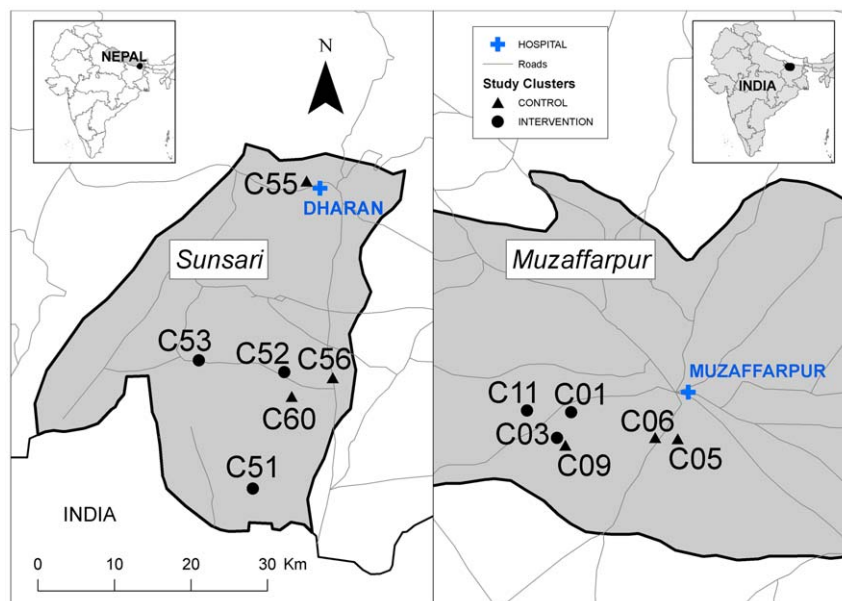 NEPAL
N
C55
DHARAN
Sunsari
C53
C52
C56
C60
C51
INDIA
0 10 20 30 Km
HOSPITAL
Roads
Study Clusters
CONTROL
INTERVENTION
INDIA
Muzaffarpur
MUZAFFARPUR
C11
C01
C03
C06
C09
C05